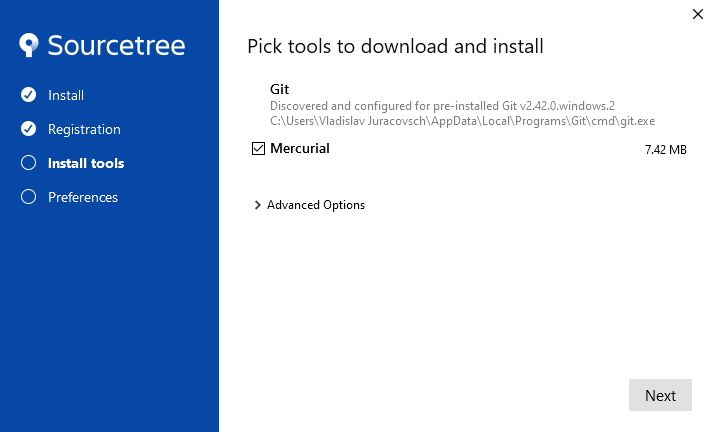 Sourcetree
Install
Registration
Install tools
Preferences
Pick tools to download and install
Git
Discovered and configured for pre-installed Git v2.42.0.windows.2
C:\Users\Vladislav Juracovsch\AppData\Local\Programs\Git\cmd\git.exe
Mercurial 7.42 MB
Advanced Options
Next